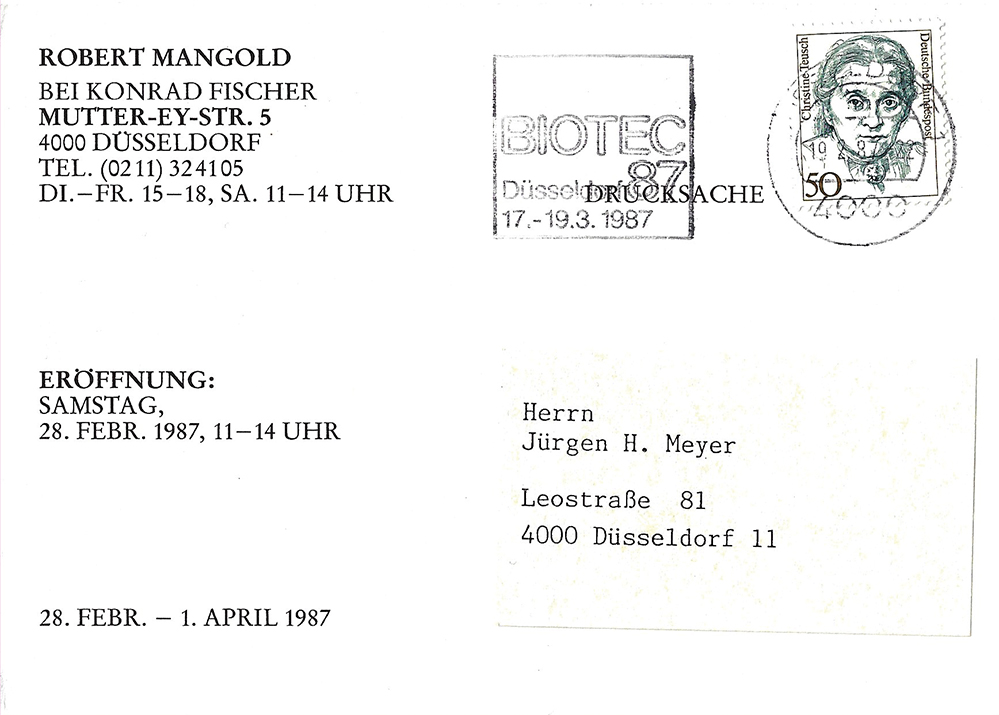 ROBERT MANGOLD
BEI KONRAD FISCHER
MUTTER-EY-STR. 5
4000 DÜSSELDORF
TEL. (0211) 324105
DI.–FR. 15–18, SA. 11–14 UHR
BIOTEC
87
Düsseldorf
17.-19.3. 1987
DRUCKSACHE
Christine Teusch
Deutsche Bundespost
50
4000
ERÖFFNUNG:
SAMSTAG,
28. FEBR. 1987, 11–14 UHR
Herrn
Jürgen H. Meyer
Leostraße 81
4000 Düsseldorf 11
28. FEBR. – 1. APRIL 1987